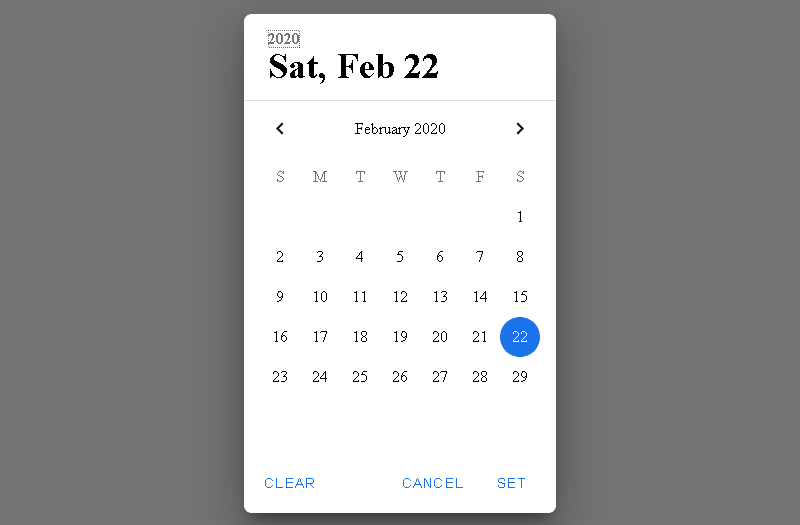 2020
Sat, Feb 22
February 2020
S M T W T F S
1
2 3 4 5 6 7 8
9 10 11 12 13 14 15
16 17 18 19 20 21 22
23 24 25 26 27 28 29
CLEAR CANCEL SET